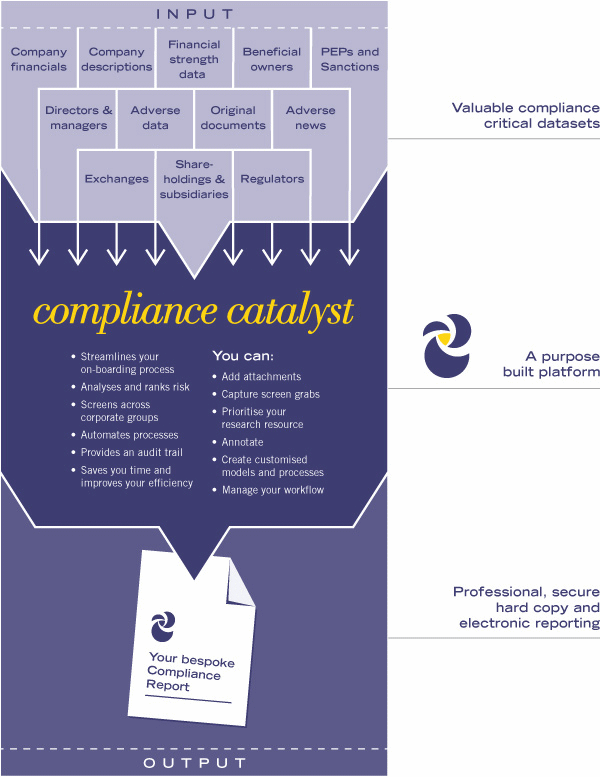 INPUT
Company
financials
Company
descriptions
Financial
strength
data
Beneficial
owners
PEPs and
Sanctions
Directors &
managers
Adverse
data
Original
documents
Adverse
news
Exchanges
Share-
holdings &
subsidiaries
Regulators
Valuable compliance
critical datasets
compliance catalyst
• Streamlines your
on-boarding process
• Analyses and ranks risk
• Screens across
corporate groups
• Automates processes
• Provides an audit trail
• Saves you time and
improves your efficiency
You can:
• Add attachments
• Capture screen grabs
• Prioritise your
research resource
• Annotate
• Create customised
models and processes
• Manage your workflow
A purpose
built platform
Your bespoke
Compliance
Report
Professional, secure
hard copy and
electronic reporting
OUTPUT